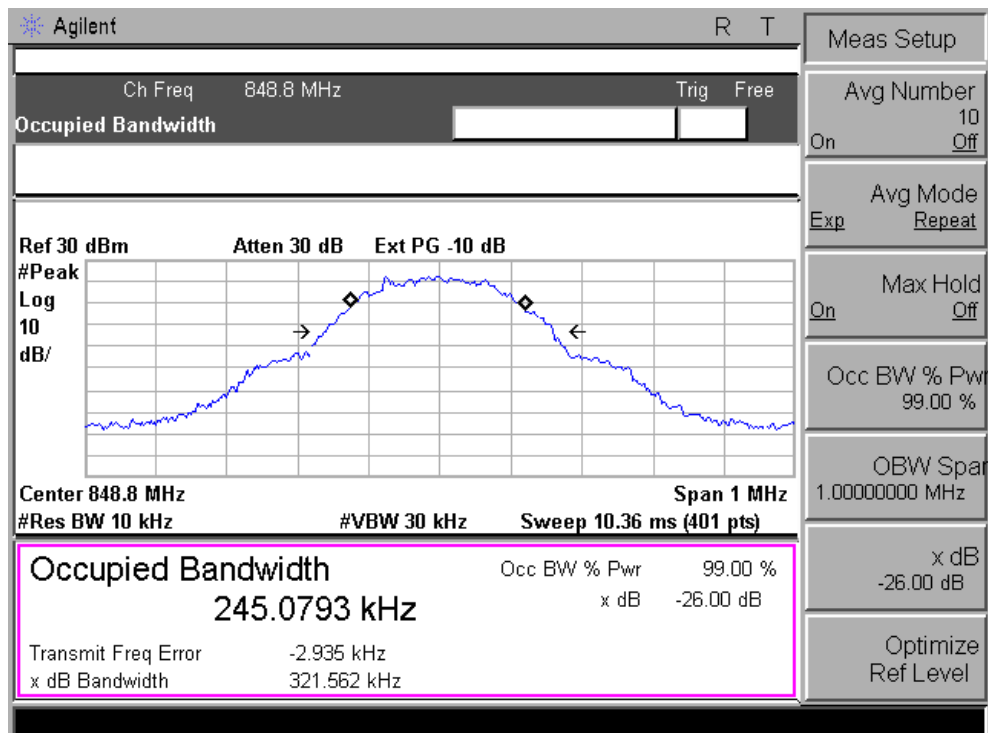 Agilent R T
Ch Freq 848.8 MHz Trig Free
Occupied Bandwidth
Ref 30 dBm Atten 30 dB Ext PG -10 dB
#Peak
Log
10
dB/
Center 848.8 MHz Span 1 MHz
#Res BW 10 kHz #VBW 30 kHz Sweep 10.36 ms (401 pts)
Occupied Bandwidth
245.0793 kHz
Occ BW % Pwr 99.00 %
x dB -26.00 dB
Transmit Freq Error -2.935 kHz
x dB Bandwidth 321.562 kHz
Meas Setup
Avg Number
10
On Off
Avg Mode
Exp Repeat
Max Hold
On Off
Occ BW % Pwr
99.00 %
OBW Span
1.00000000 MHz
x dB
-26.00 dB
Optimize
Ref Level